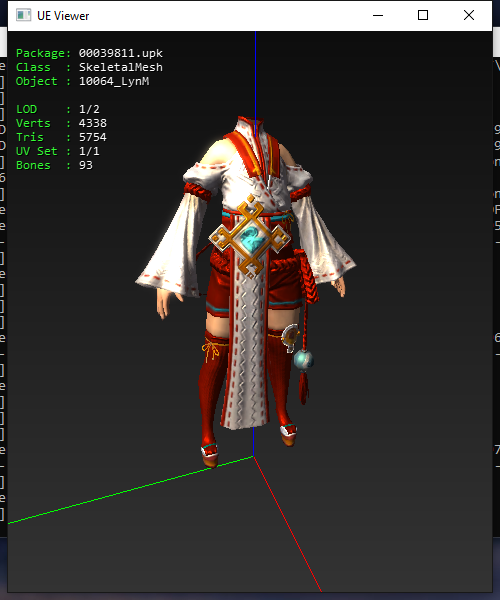 UE Viewer
Package: 00039811.upk
Class : SkeletalMesh
Object : 10064_LynM
LOD : 1/2
Verts : 4338
Tris : 5754
UV Set : 1/1
Bones : 93